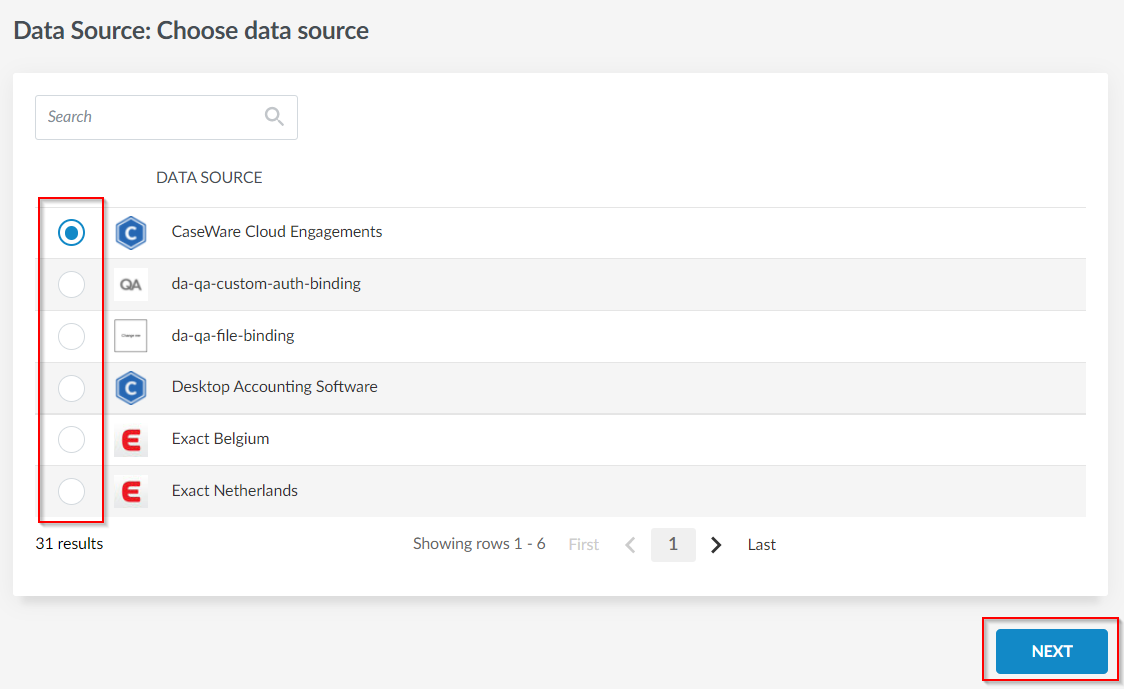 Data Source: Choose data source
Search
DATA SOURCE
C CaseWare Cloud Engagements
QA da-qa-custom-auth-binding
da-qa-file-binding
C Desktop Accounting Software
E Exact Belgium
E Exact Netherlands
31 results Showing rows 1 - 6 First 1 Last
NEXT